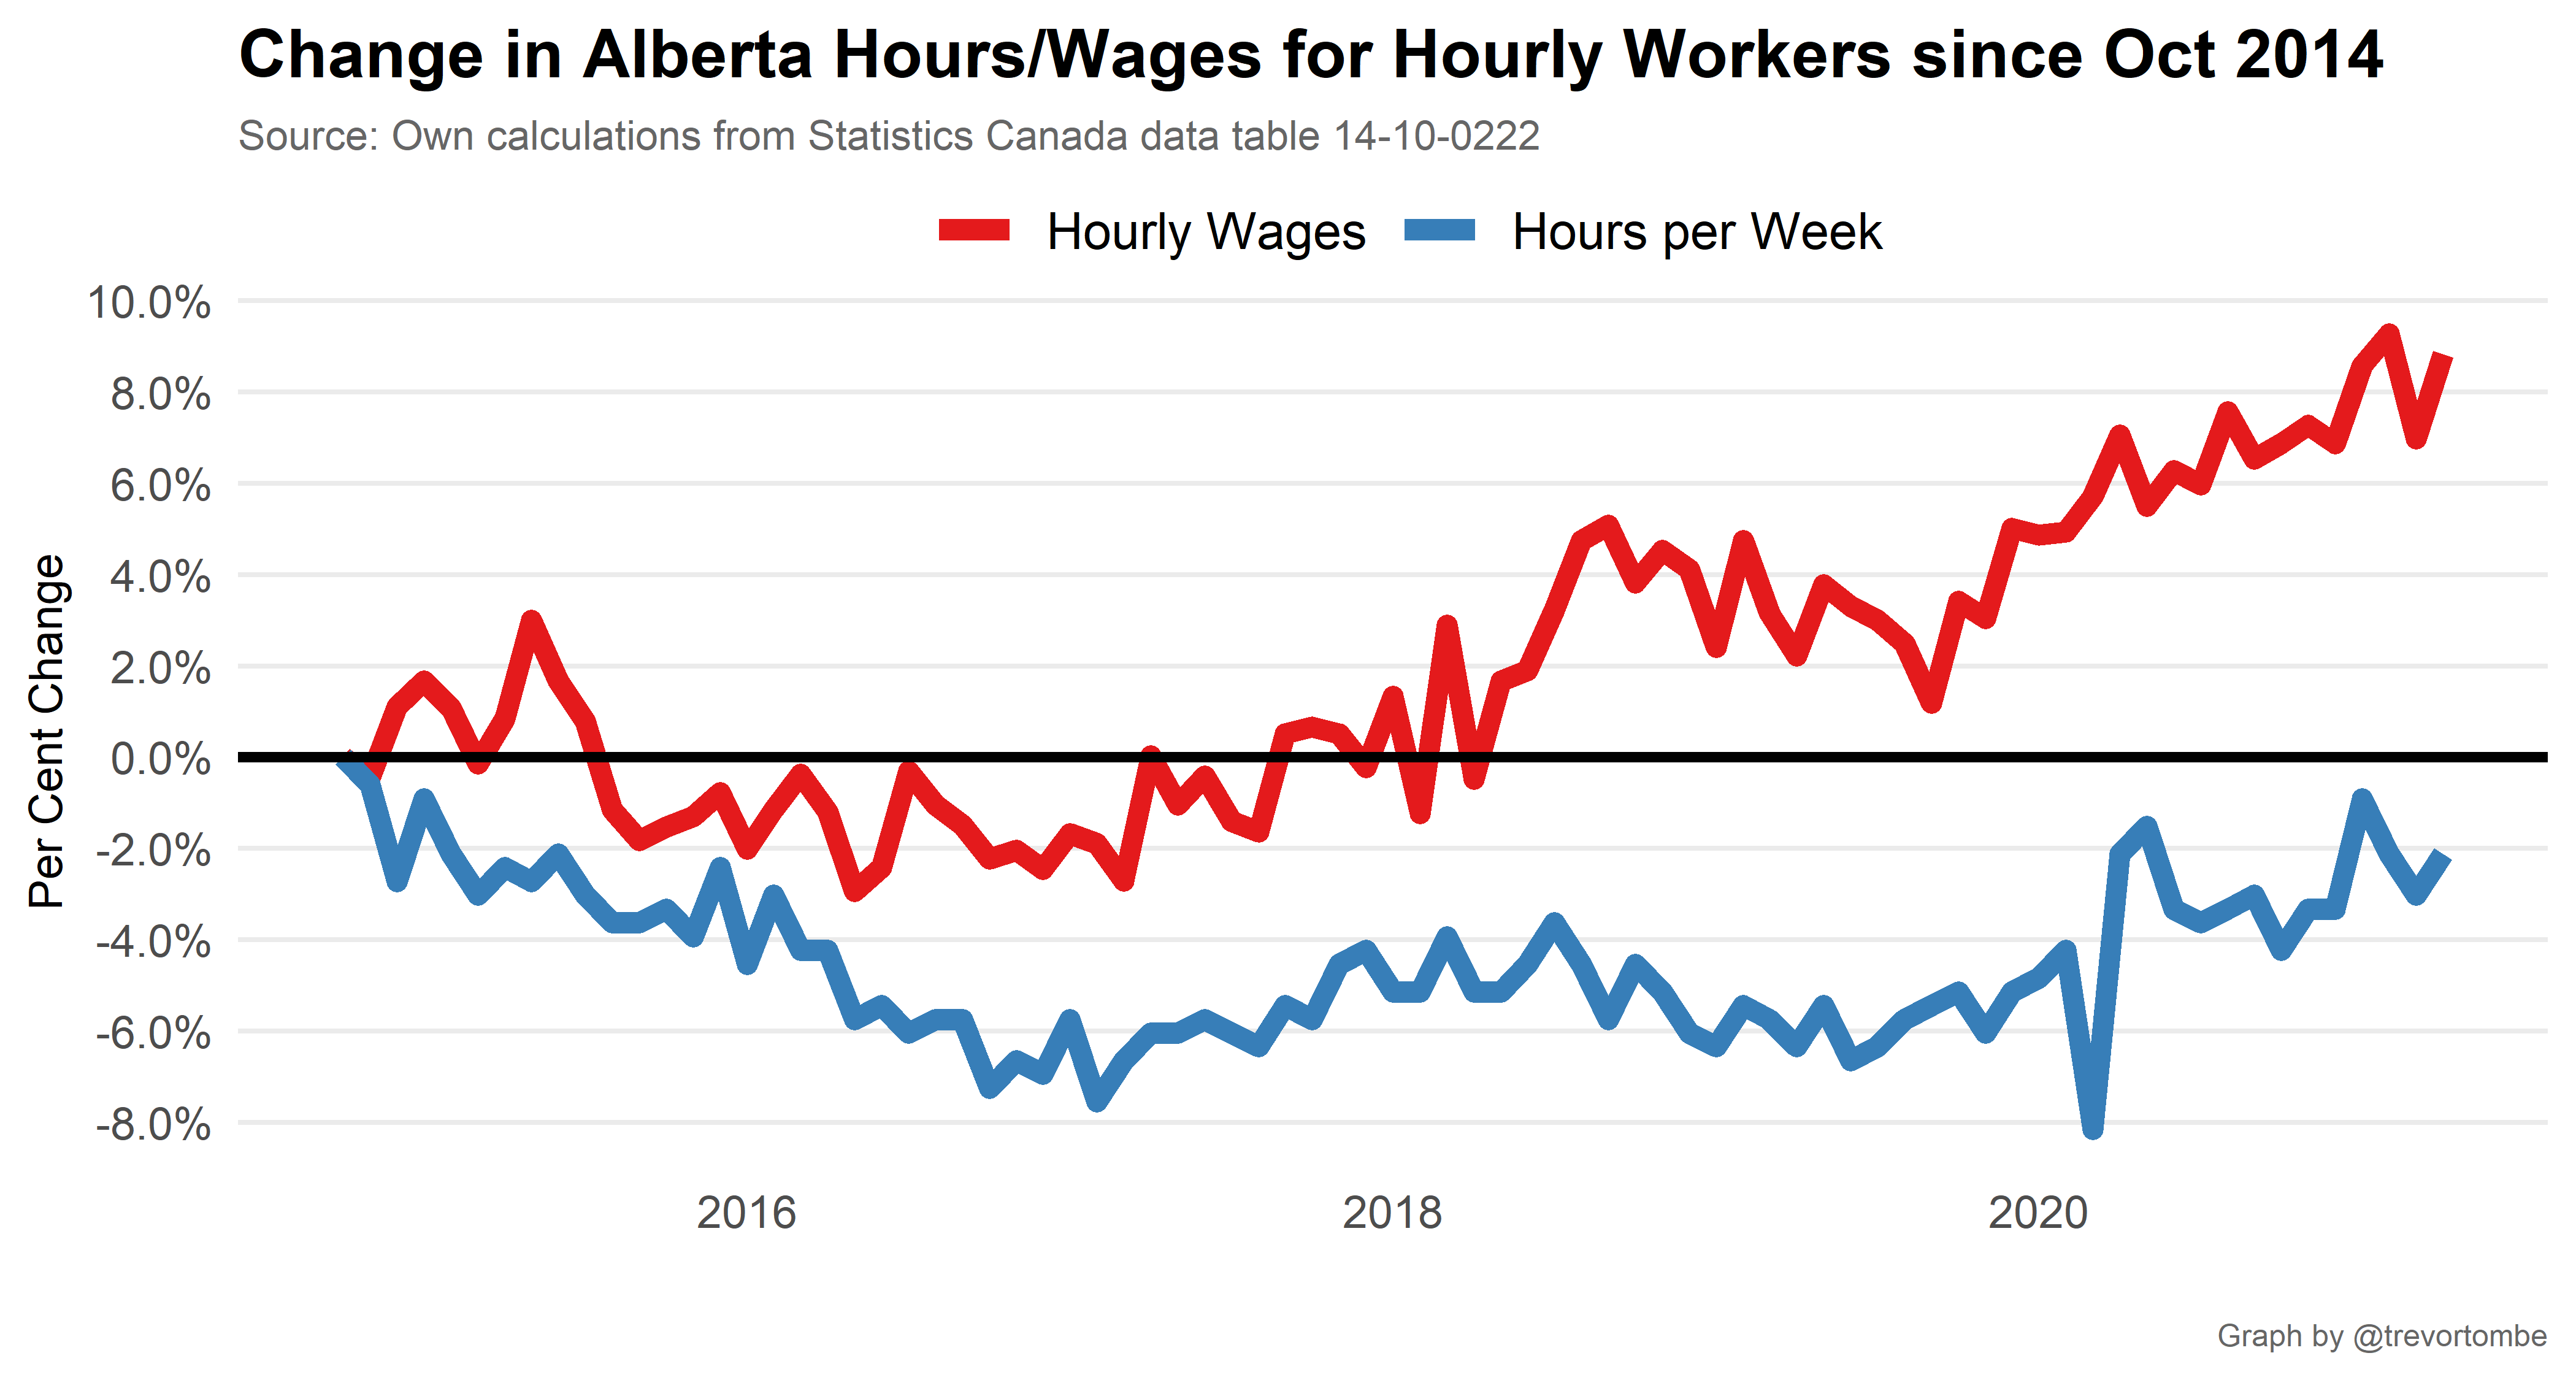 Change in Alberta Hours/Wages for Hourly Workers since Oct 2014
Source: Own calculations from Statistics Canada data table 14-10-0222
Hourly Wages Hours per Week
Per Cent Change
10.0%
8.0%
6.0%
4.0%
2.0%
0.0%
-2.0%
-4.0%
-6.0%
-8.0%
2016 2018 2020
Graph by @trevortombe